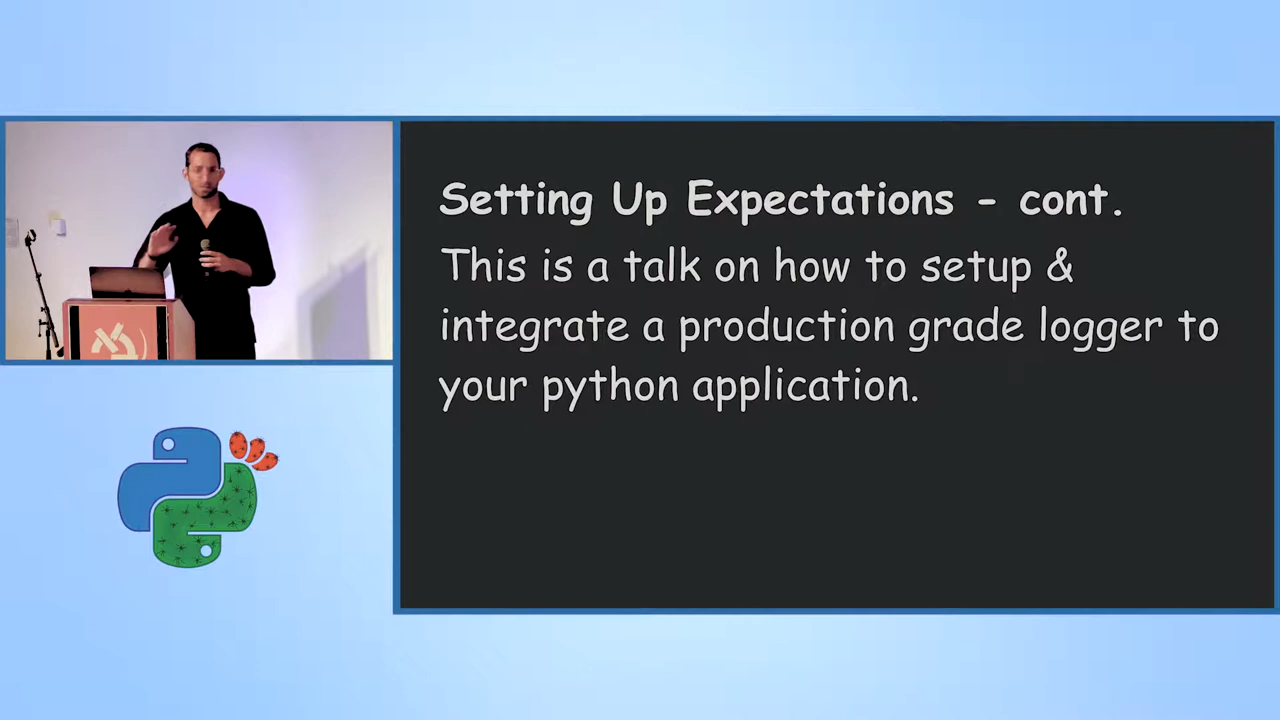 Setting Up Expectations - cont.
This is a talk on how to setup &
integrate a production grade logger to
your python application.